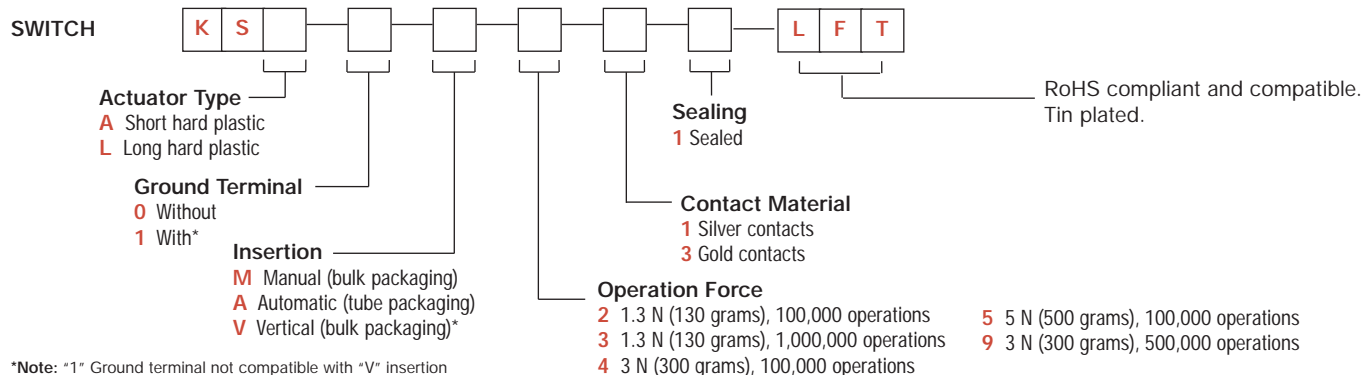 SWITCH
K S L F T
Actuator Type
A Short hard plastic
L Long hard plastic
Ground Terminal
0 Without
1 With*
Insertion
M Manual (bulk packaging)
A Automatic (tube packaging)
V Vertical (bulk packaging)*
Operation Force
2 1.3 N (130 grams), 100,000 operations
3 1.3 N (130 grams), 1,000,000 operations
4 3 N (300 grams), 100,000 operations
5 5 N (500 grams), 100,000 operations
9 3 N (300 grams), 500,000 operations
Contact Material
1 Silver contacts
3 Gold contacts
Sealing
1 Sealed
RoHS compliant and compatible.
Tin plated.
*Note: "1" Ground terminal not compatible with "V" insertion